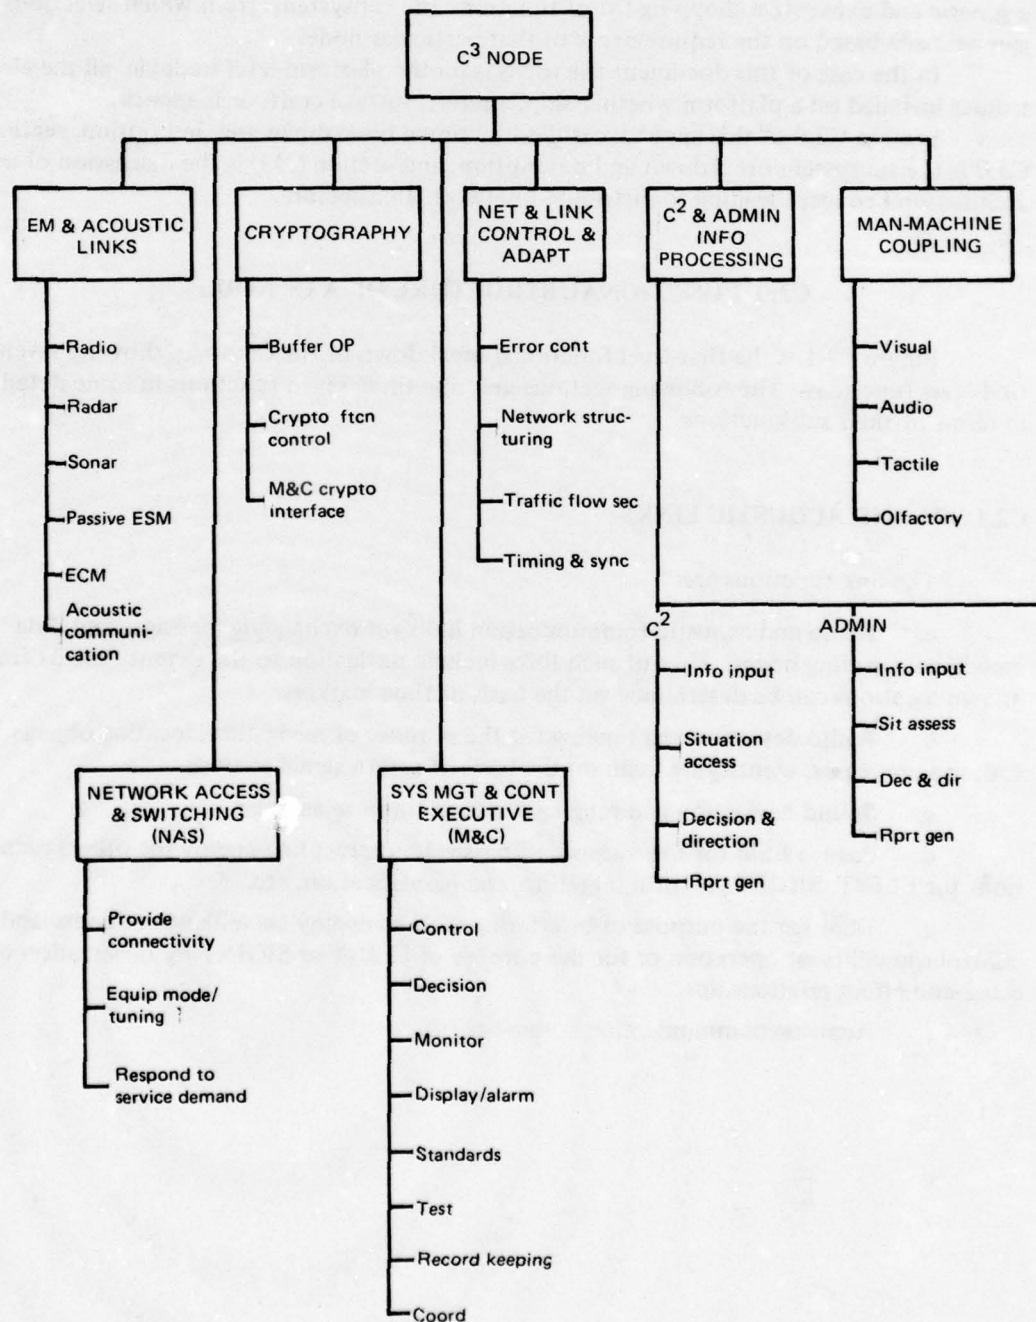 C³ NODE
EM & ACOUSTIC
LINKS
CRYPTOGRAPHY
NET & LINK
CONTROL &
ADAPT
C² & ADMIN
INFO
PROCESSING
MAN-MACHINE
COUPLING
Radio
Radar
Sonar
Passive ESM
ECM
Acoustic
communi-
cation
Buffer OP
Crypto ftcn
control
M&C crypto
interface
Error cont
Network struc-
turing
Traffic flow sec
Timing & sync
Visual
Audio
Tactile
Olfactory
C²
Info input
Situation
access
Decision &
direction
Rprt gen
ADMIN
Info input
Sit assess
Dec & dir
Rprt gen
NETWORK ACCESS
& SWITCHING
(NAS)
Provide
connectivity
Equip mode/
tuning
Respond to
service demand
SYS MGT & CONT
EXECUTIVE
(M&C)
Control
Decision
Monitor
Display/alarm
Standards
Test
Record keeping
Coord